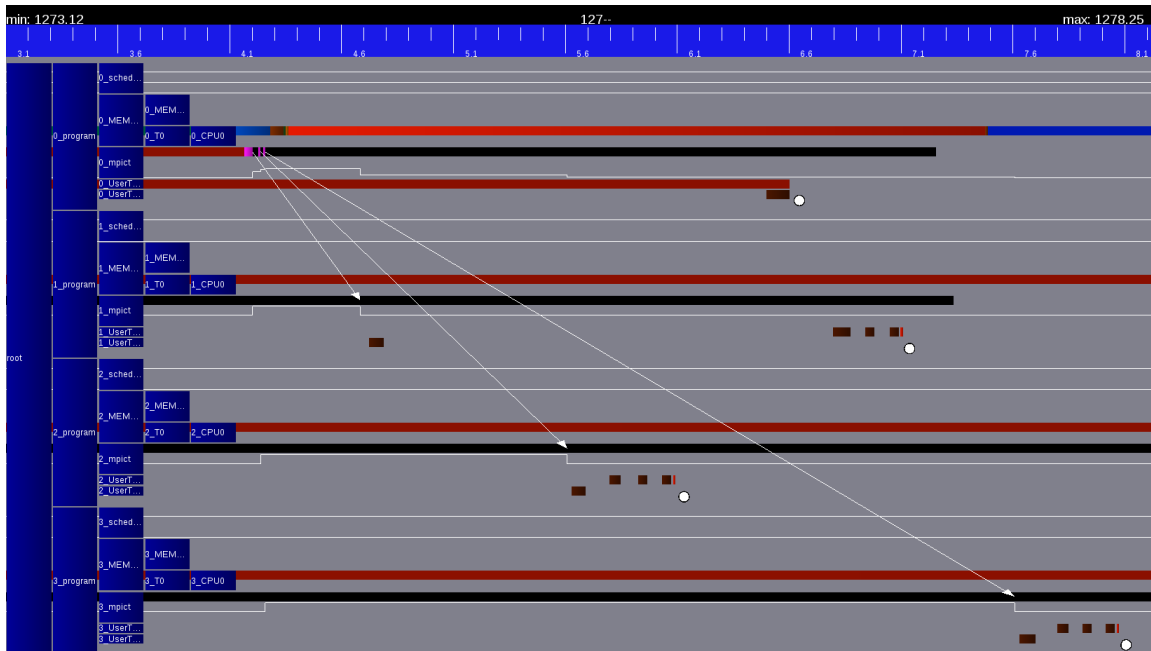 min: 1273.12 127-- max: 1278.25
3.1 3.6 4.1 4.6 5.1 5.6 6.1 6.6 7.1 7.6 8.1
0_sched...
0_MEM...
0_MEM...
0_program 0_T0 0_CPU0
0_mpict
0_UserT...
0_UserT...
1_sched...
1_MEM...
1_MEM...
1_program 1_T0 1_CPU0
1_mpict
1_UserT...
1_UserT...
root
2_sched...
2_MEM...
2_MEM...
2_program 2_T0 2_CPU0
2_mpict
2_UserT...
2_UserT...
3_sched...
3_MEM...
3_MEM...
3_program 3_T0 3_CPU0
3_mpict
3_UserT...
3_UserT...